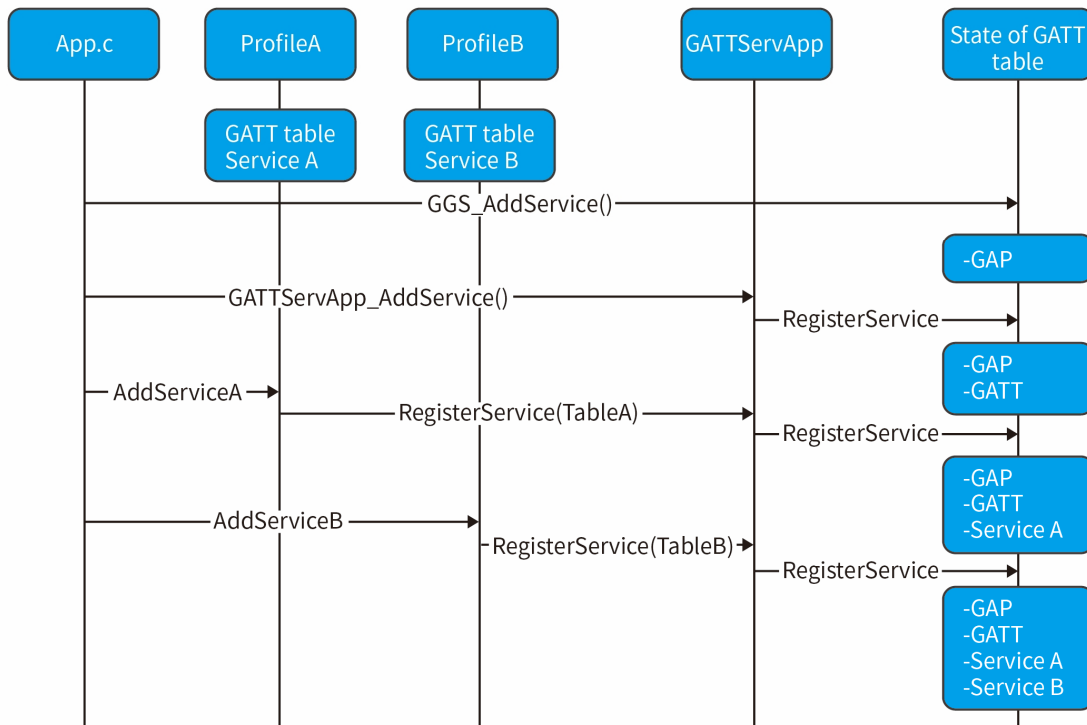 App.c
ProfileA
ProfileB
GATTServApp
State of GATT
table
GATT table
Service A
GATT table
Service B
GGS_AddService()
-GAP
GATTServApp_AddService()
RegisterService
-GAP
-GATT
AddServiceA
RegisterService(TableA)
RegisterService
-GAP
-GATT
-Service A
AddServiceB
RegisterService(TableB)
RegisterService
-GAP
-GATT
-Service A
-Service B